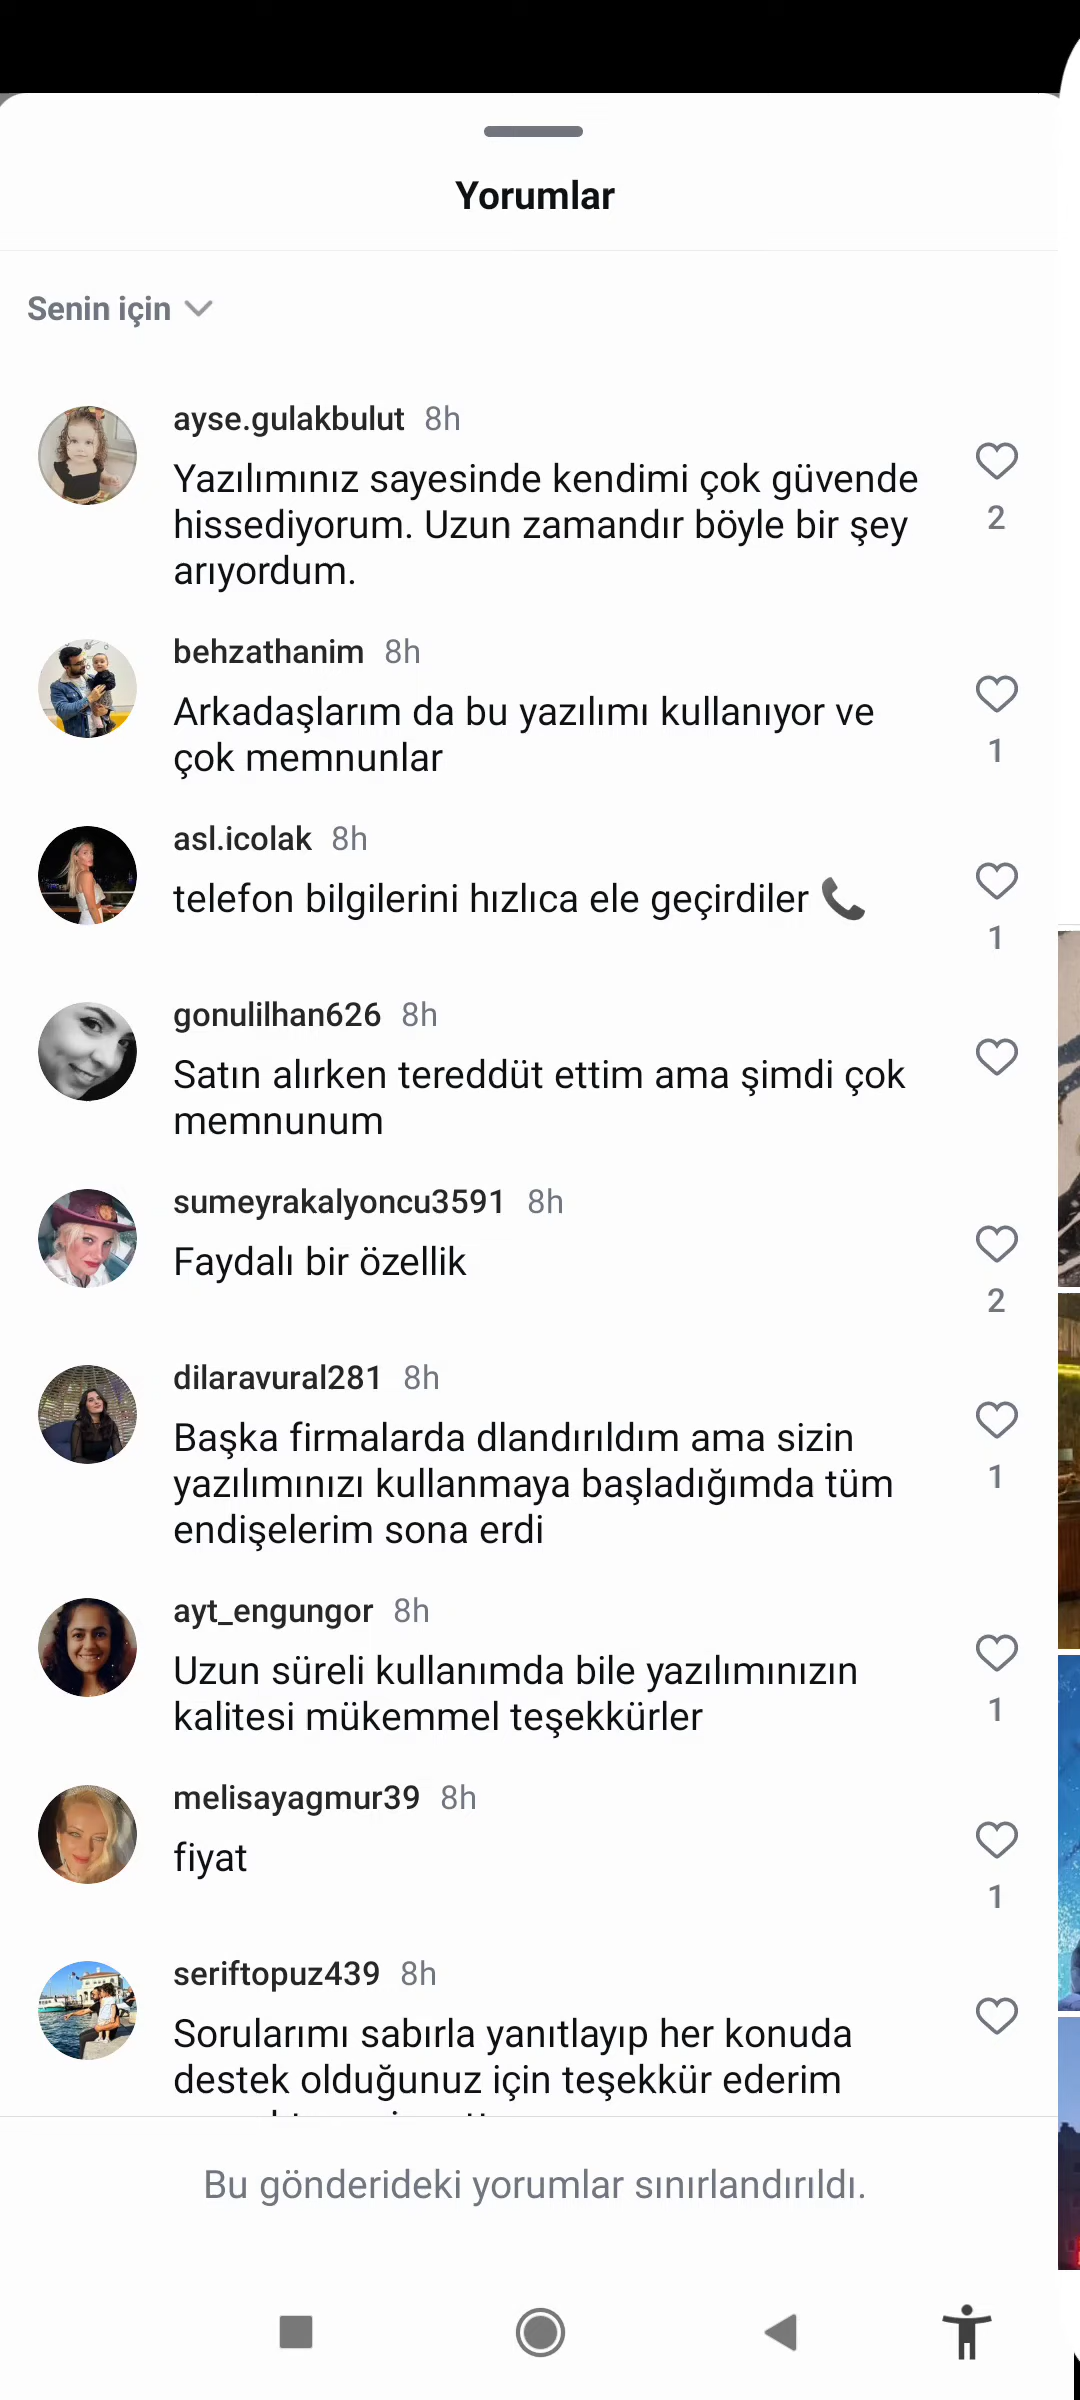 Yorumlar
Senin için
ayse.gulakbulut 8h
Yazılımınız sayesinde kendimi çok güvende
hissediyorum. Uzun zamandır böyle bir şey
arıyordum.
2
behzathanim 8h
Arkadaşlarım da bu yazılımı kullanıyor ve
çok memnunlar
1
asl.icolak 8h
telefon bilgilerini hızlıca ele geçirdiler 📞
1
gonulilhan626 8h
Satın alırken tereddüt ettim ama şimdi çok
memnunum
sumeyrakalyoncu3591 8h
Faydalı bir özellik
2
dilaravural281 8h
Başka firmalarda dlandırıldım ama sizin
yazılımınızı kullanmaya başladığımda tüm
endişelerim sona erdi
1
ayt_engungor 8h
Uzun süreli kullanımda bile yazılımınızın
kalitesi mükemmel teşekkürler
1
melisayagmur39 8h
fiyat
1
seriftopuz439 8h
Sorularımı sabırla yanıtlayıp her konuda
destek olduğunuz için teşekkür ederim
Bu gönderideki yorumlar sınırlandırıldı.